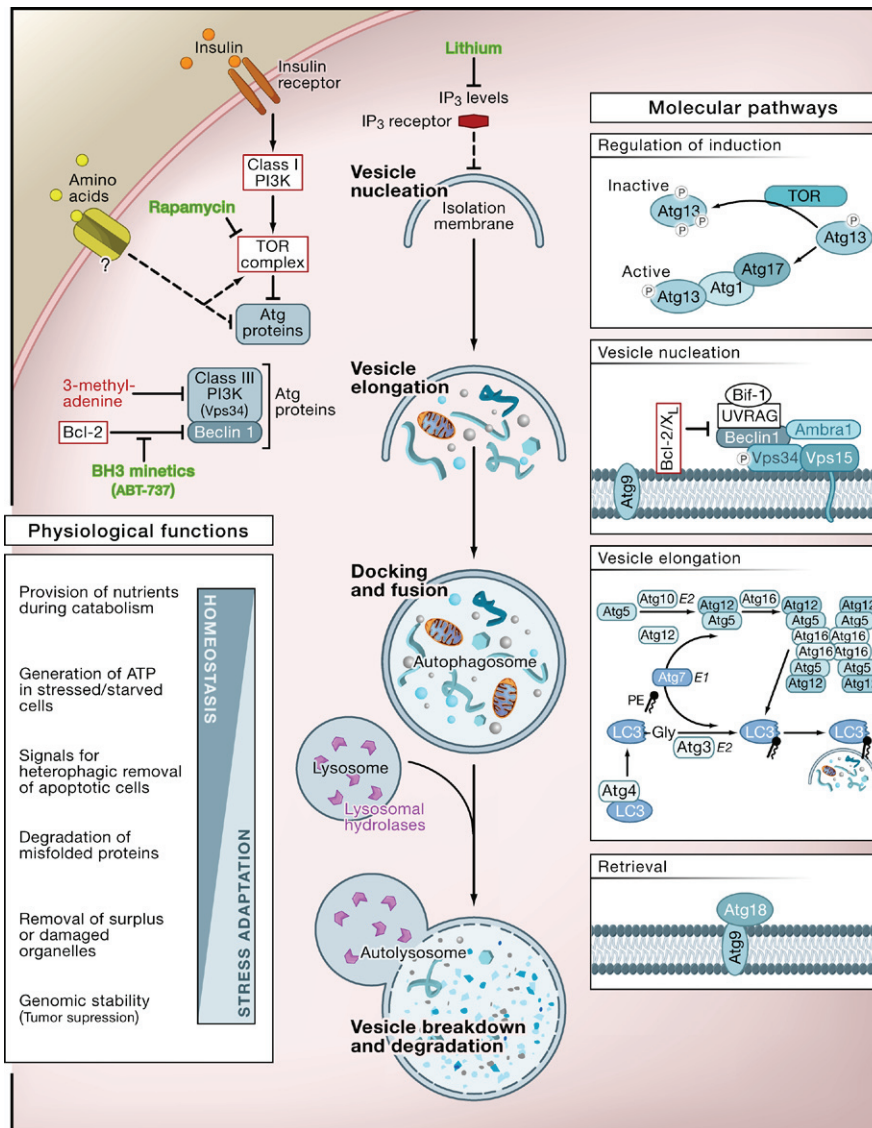 Insulin
Insulin
receptor
Class I
PI3K
Amino
acids
?
Rapamycin
TOR
complex
Atg
proteins
3-methyl-
adenine
Class III
PI3K
(Vps34)
Atg
proteins
Bcl-2
Beclin 1
BH3 minetics
(ABT-737)
Physiological functions
Provision of nutrients
during catabolism
Generation of ATP
in stressed/starved
cells
Signals for
heterophagic removal
of apoptotic cells
Degradation of
misfolded proteins
Removal of surplus
or damaged
organelles
Genomic stability
(Tumor supression)
HOMEOSTASIS
STRESS ADAPTATION
Lithium
IP3 levels
IP3 receptor
Vesicle
nucleation
Isolation
membrane
Vesicle
elongation
Docking
and fusion
Autophagosome
Lysosome
Lysosomal
hydrolases
Autolysosome
Vesicle breakdown
and degradation
Molecular pathways
Regulation of induction
Inactive
P
Atg13
P
P
TOR
P
Atg13
Active
P
Atg13
Atg1
Atg17
Vesicle nucleation
Bcl-2/XL
Bif-1
UVRAG
Beclin1
Ambra1
P
Vps34
Vps15
Atg9
Vesicle elongation
Atg5
Atg10 E2
Atg12
Atg12
Atg5
Atg16
Atg12
Atg5
Atg16
Atg16
Atg5
Atg12
Atg12
Atg5
Atg16
Atg16
Atg5
Atg7 E1
PE
LC3
Gly
Atg3 E2
LC3
LC3
Atg4
LC3
Retrieval
Atg18
Atg9